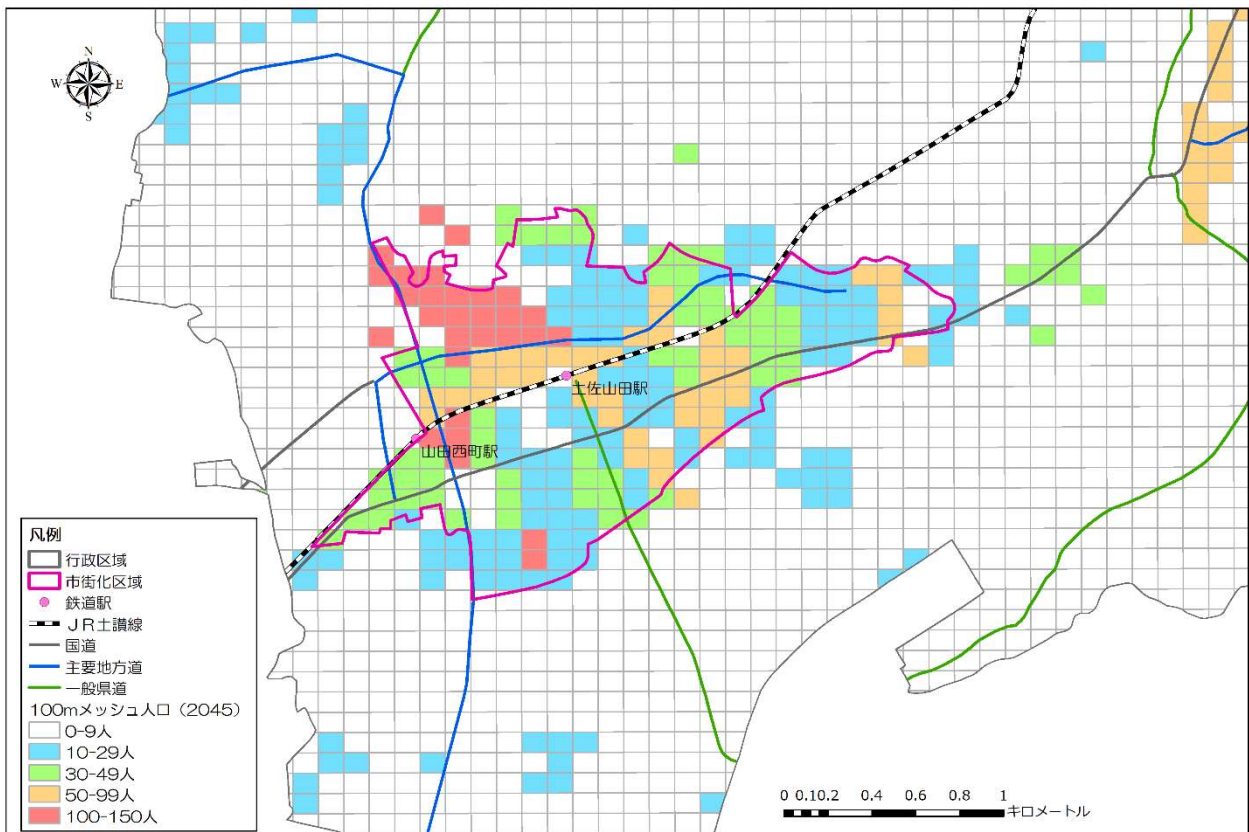 N
W
E
S
土佐山田駅
山田西町駅
凡例
行政区域
市街化区域
鉄道駅
JR土讃線
国道
主要地方道
一般県道
100mメッシュ人口(2045)
0-9人
10-29人
30-49人
50-99人
100-150人
0 0.10.2 0.4 0.6 0.8 1
キロメートル